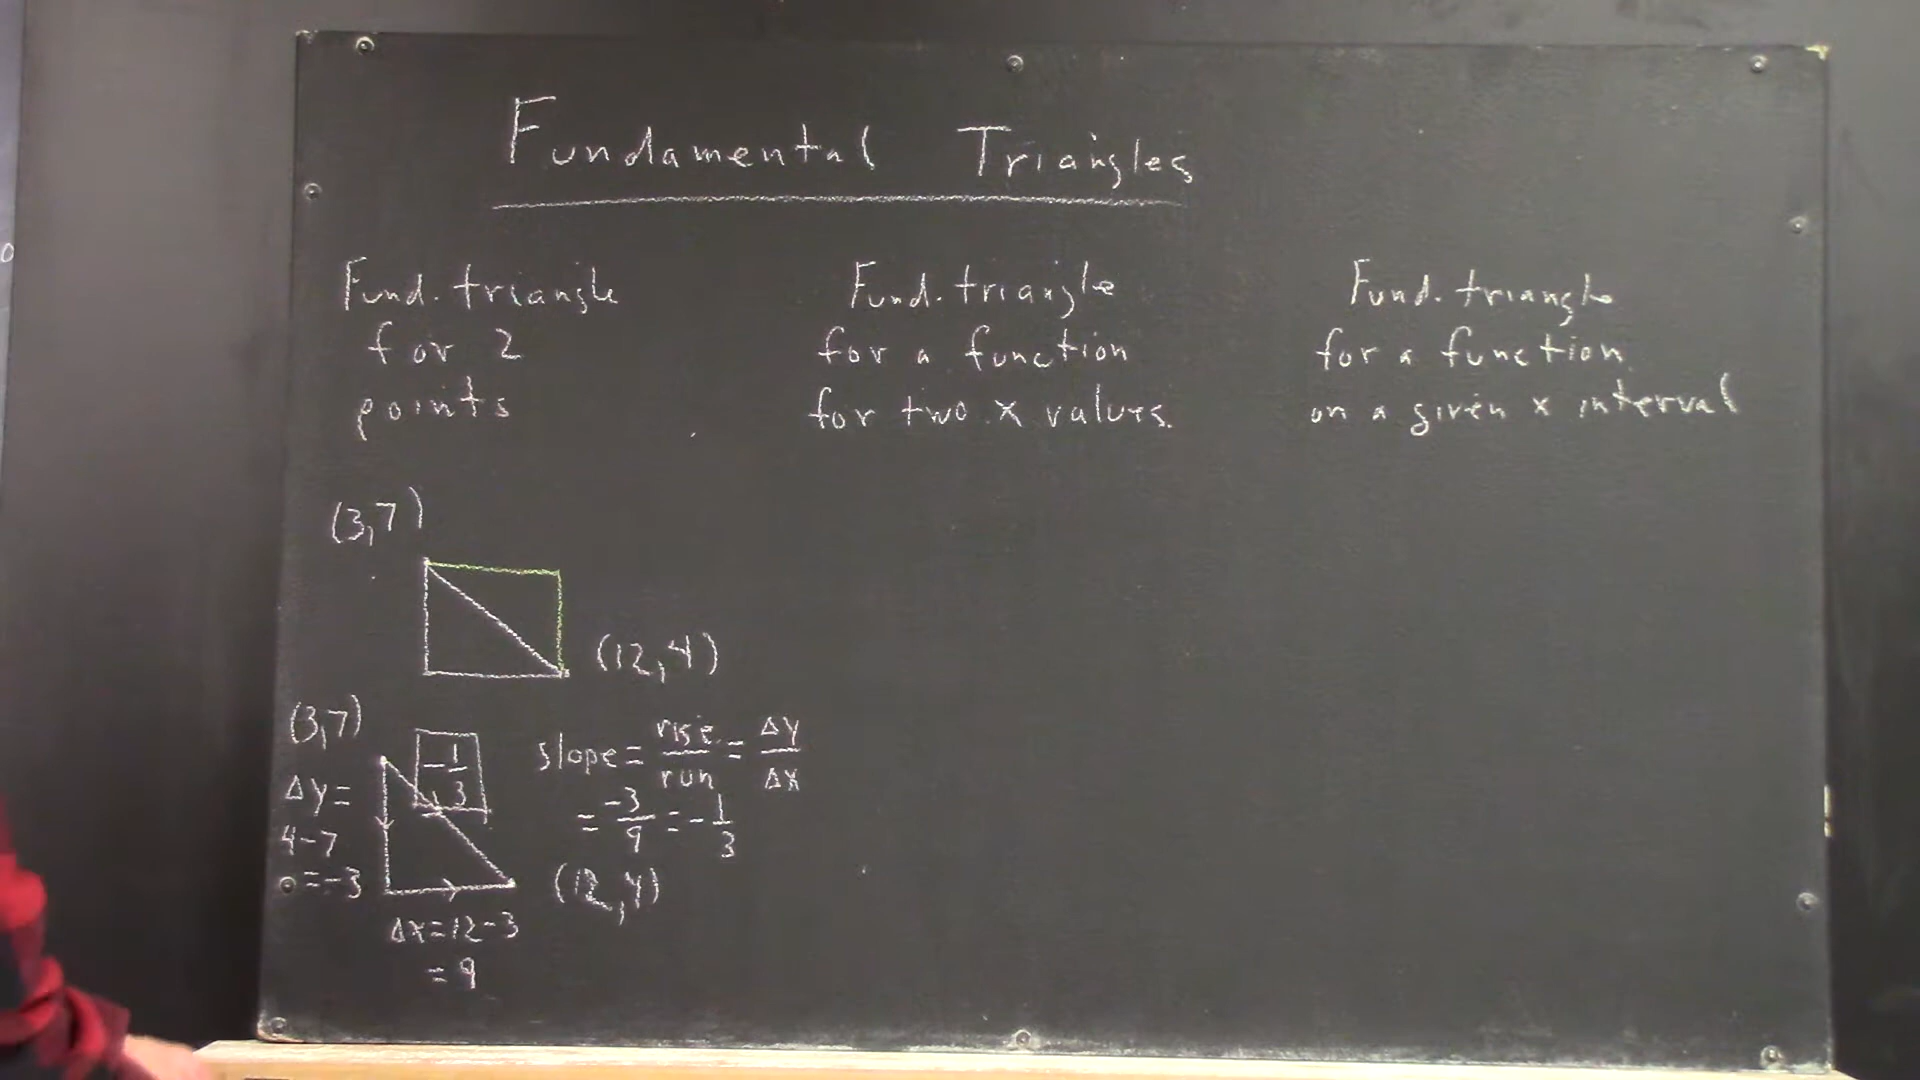 Fundamental Triangles
Fund. triangle
for 2
points
Fund. triangle
for a function
for two x values.
Fund. triangle
for a function
on a given x interval
(3,7)
(12,4)
(3,7)
Δy=
4-7
=-3
-1/3
slope = rise/run = Δy/Δx
= -3/9 = -1/3
(12,4)
Δx=12-3
=9